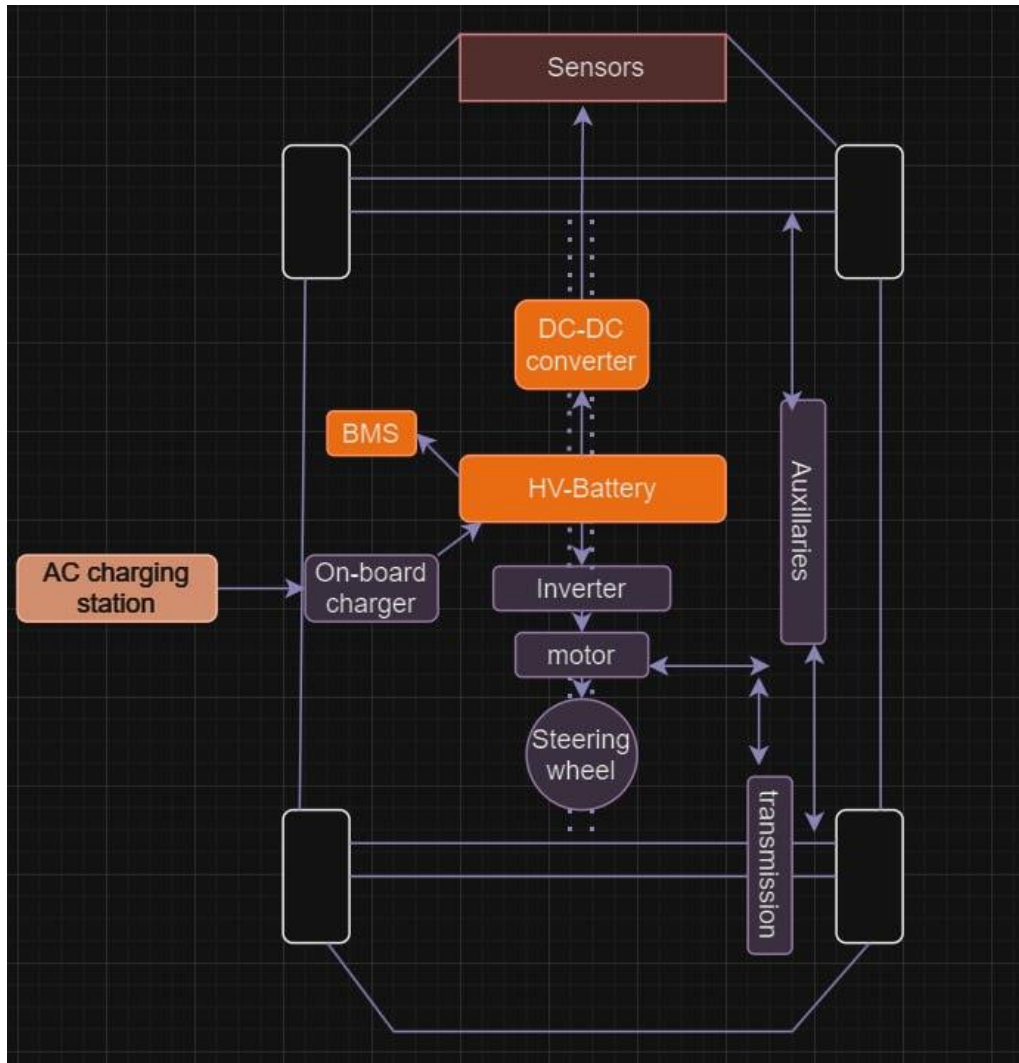 Sensors
DC-DC
converter
BMS
HV-Battery
Auxillaries
AC charging
station
On-board
charger
Inverter
motor
Steering
wheel
transmission